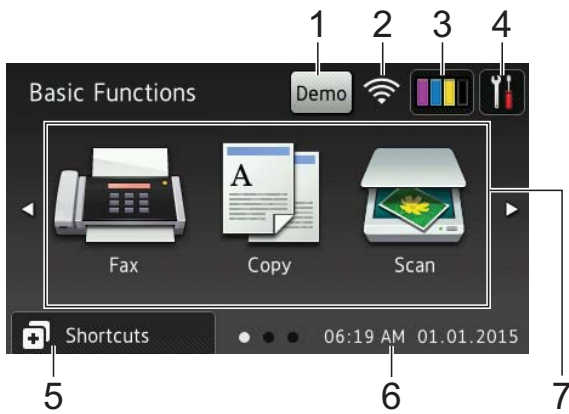 1 2 3 4
Basic Functions Demo
A
Fax Copy Scan
7
Shortcuts 06:19 AM 01.01.2015
5 6